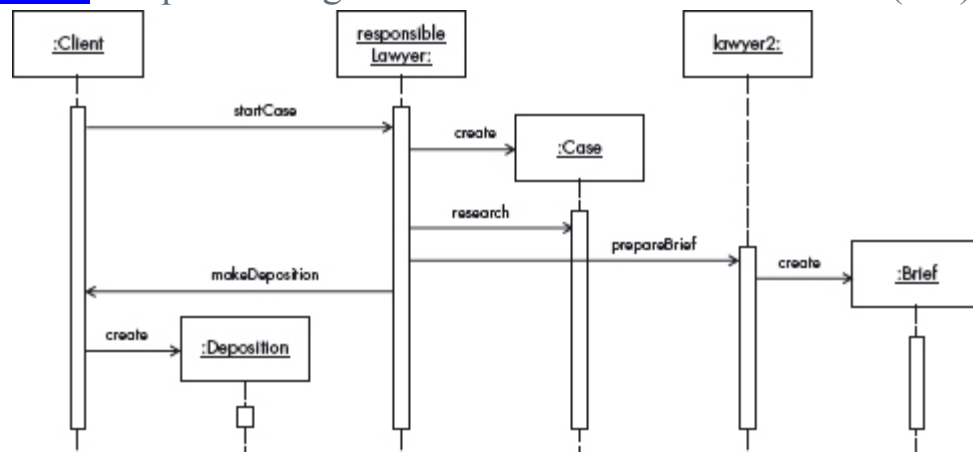 :Client
responsible
Lawyer:
lawyer2:
startCase
create
:Case
research
prepareBrief
create
:Brief
makeDeposition
create
:Deposition